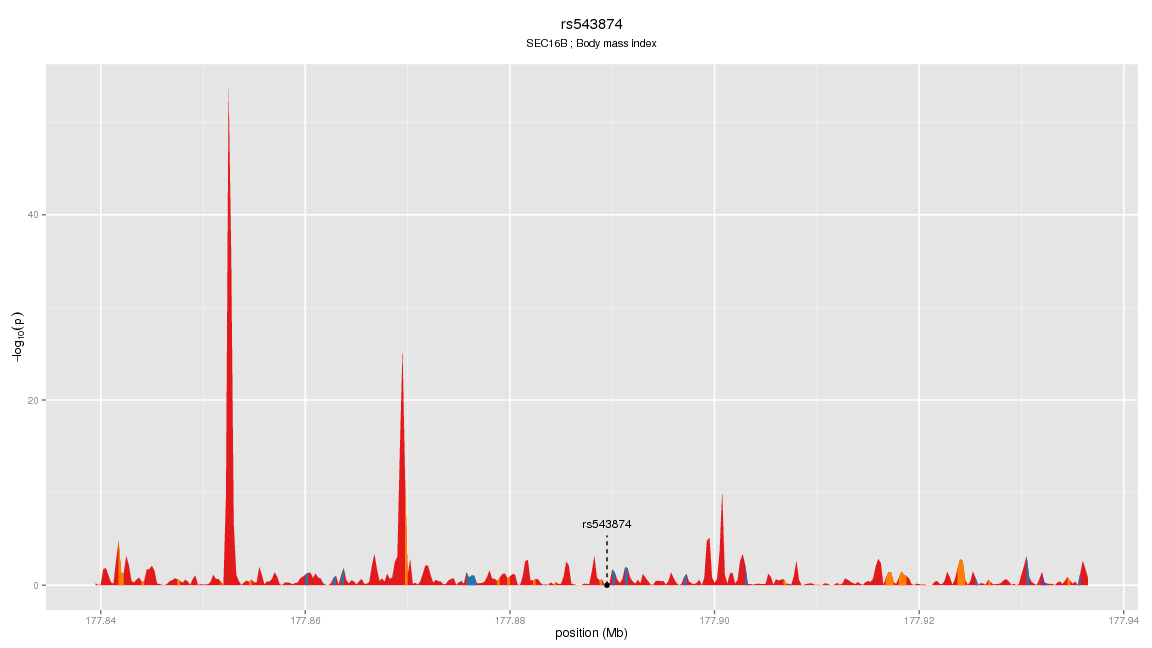 rs543874
SEC16B ; Body mass index
−log10(p)
40
20
0
rs543874
177.84 177.86 177.88 177.90 177.92 177.94
position (Mb)